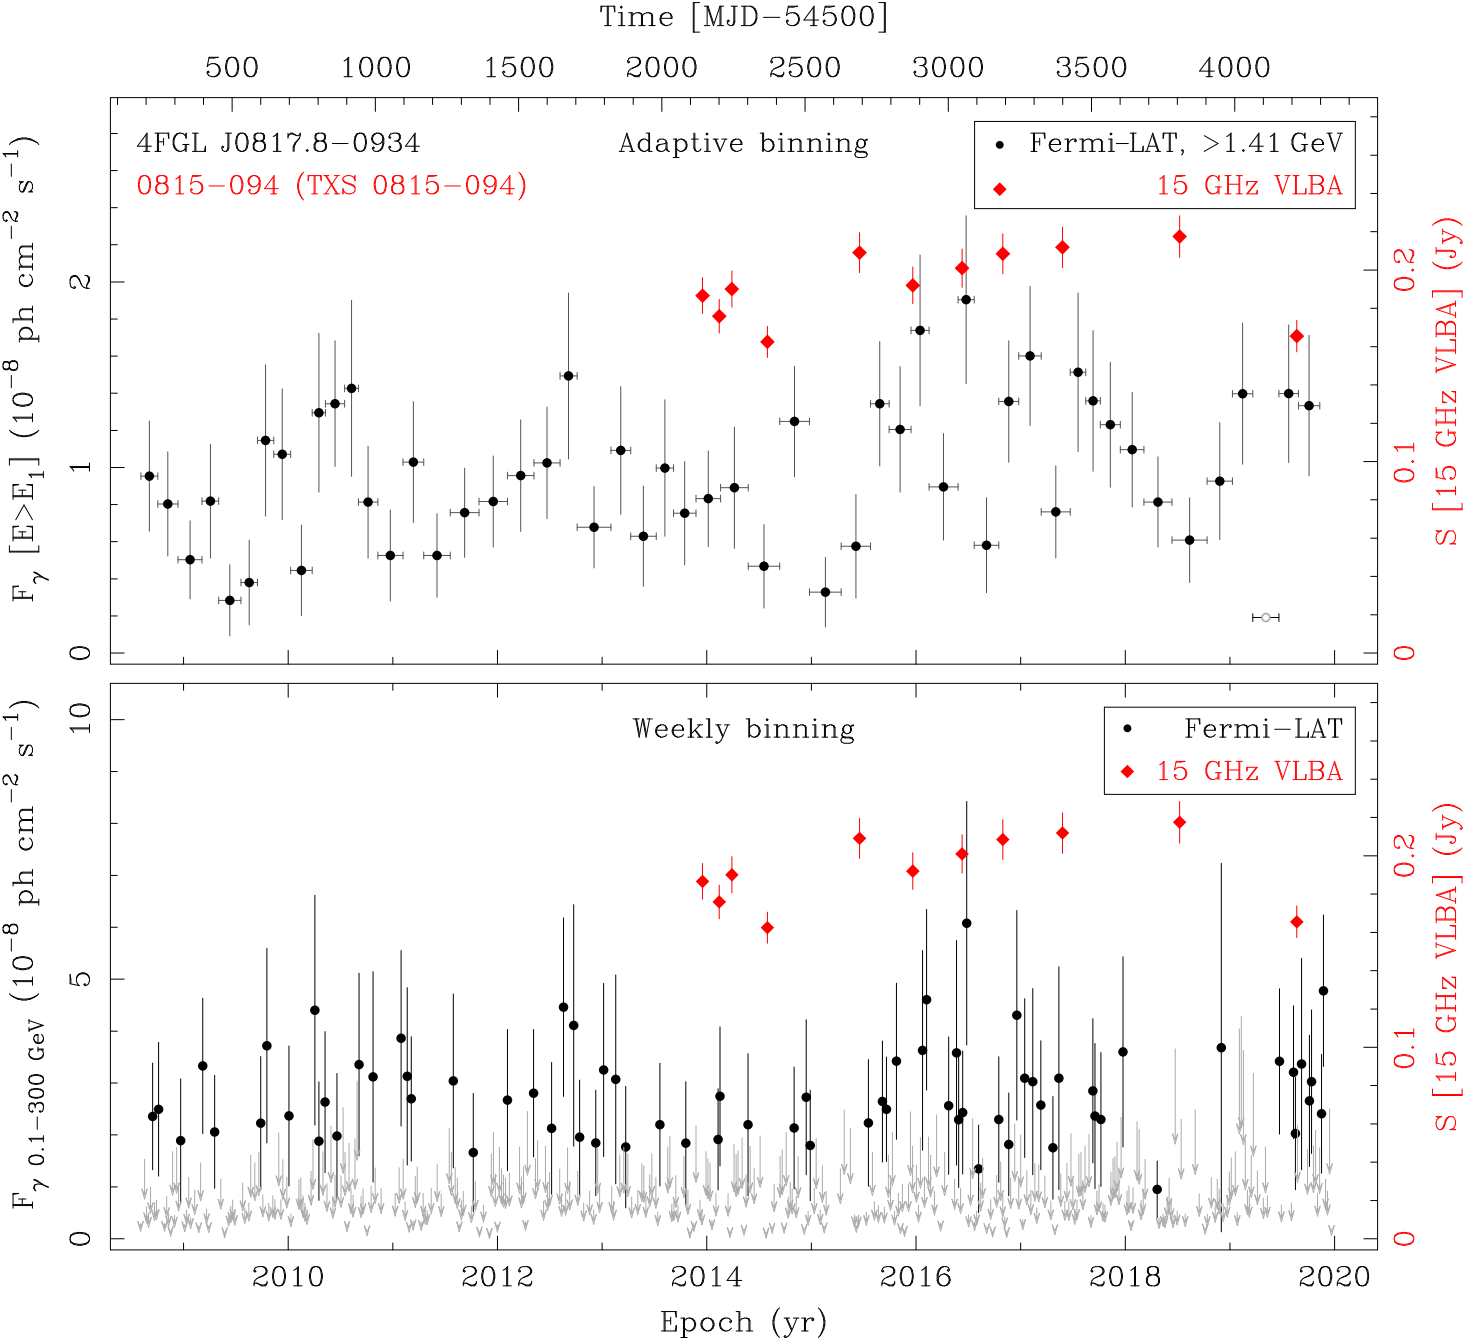 Time [MJD−54500]
500 1000 1500 2000 2500 3000 3500 4000
4FGL J0817.8−0934
0815−094 (TXS 0815−094)
Adaptive binning
Fermi−LAT, >1.41 GeV
15 GHz VLBA
F γ [E>E1] (10−8 ph cm−2 s−1)
2
1
0
S [15 GHz VLBA] (Jy)
0.2
0.1
0
Weekly binning
Fermi−LAT
15 GHz VLBA
F γ 0.1−300 GeV (10−8 ph cm−2 s−1)
10
5
0
S [15 GHz VLBA] (Jy)
0.2
0.1
0
2010 2012 2014 2016 2018 2020
Epoch (yr)